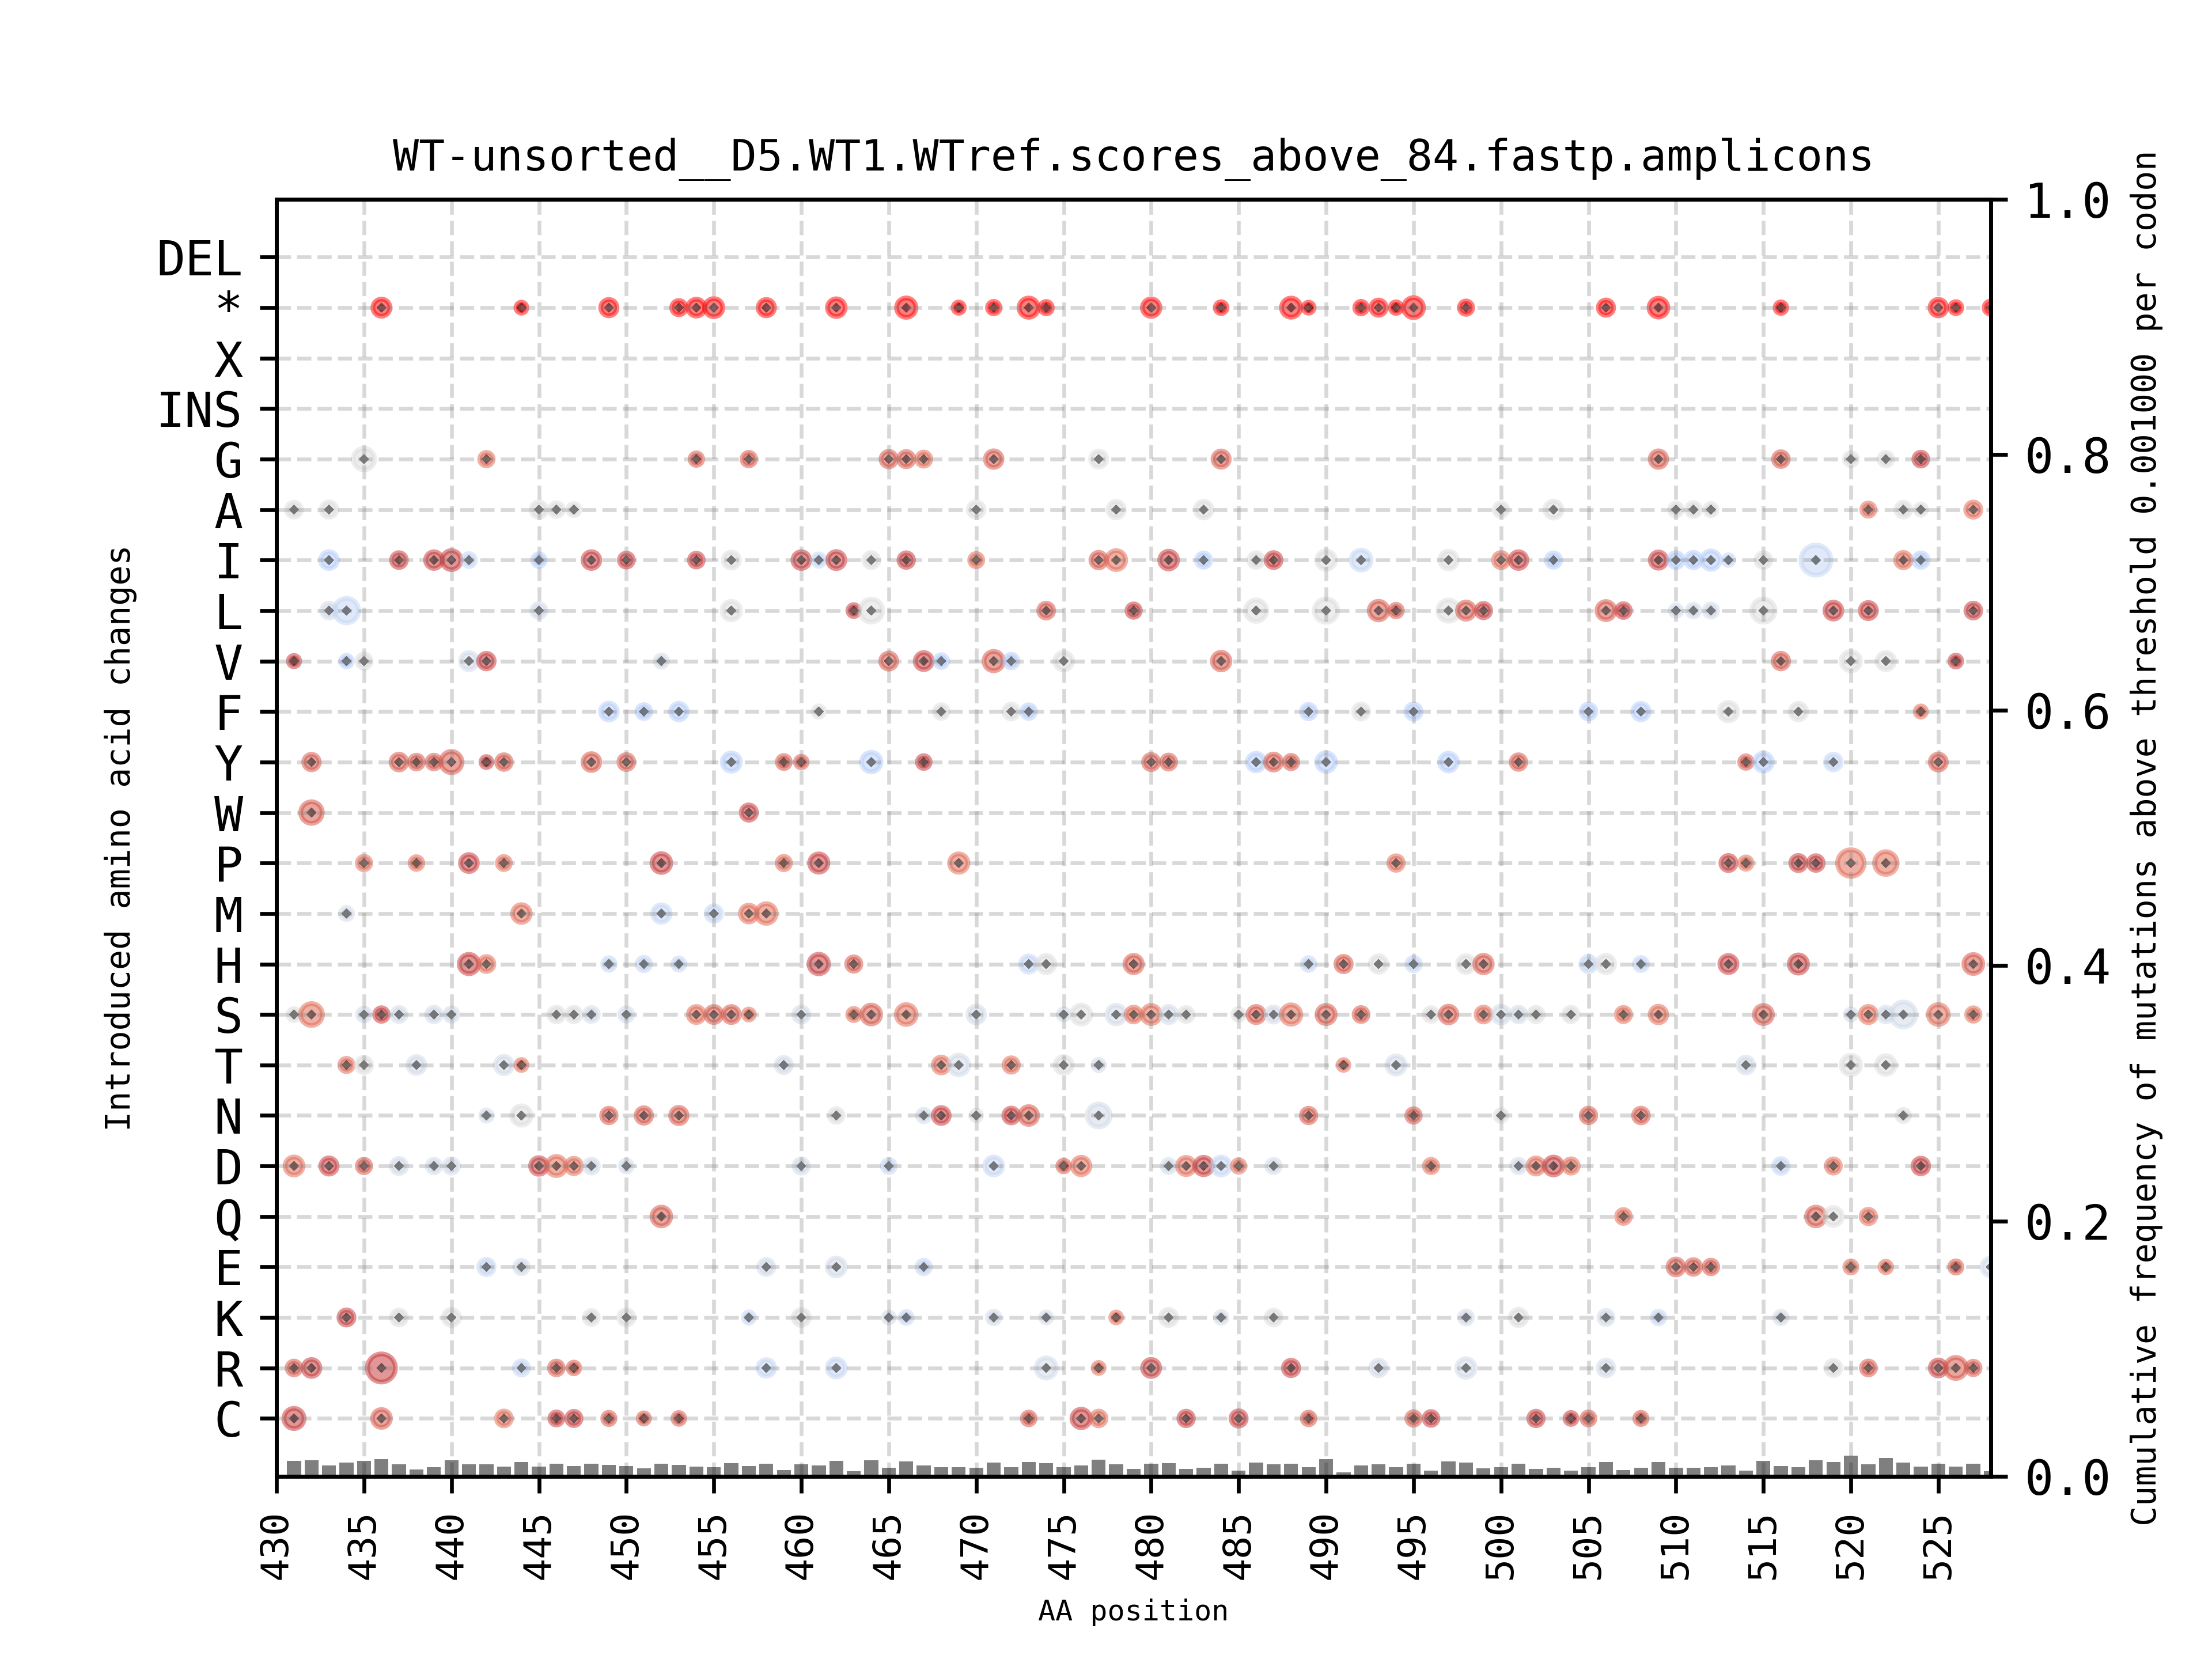 WT-unsorted__D5.WT1.WTref.scores_above_84.fastp.amplicons
DEL
*
X
INS
G
A
I
L
V
F
Y
W
P
M
H
S
T
N
D
Q
E
K
R
C
Introduced amino acid changes
430 435 440 445 450 455 460 465 470 475 480 485 490 495 500 505 510 515 520 525
AA position
1.0
0.8
0.6
0.4
0.2
0.0
Cumulative frequency of mutations above threshold 0.001000 per codon